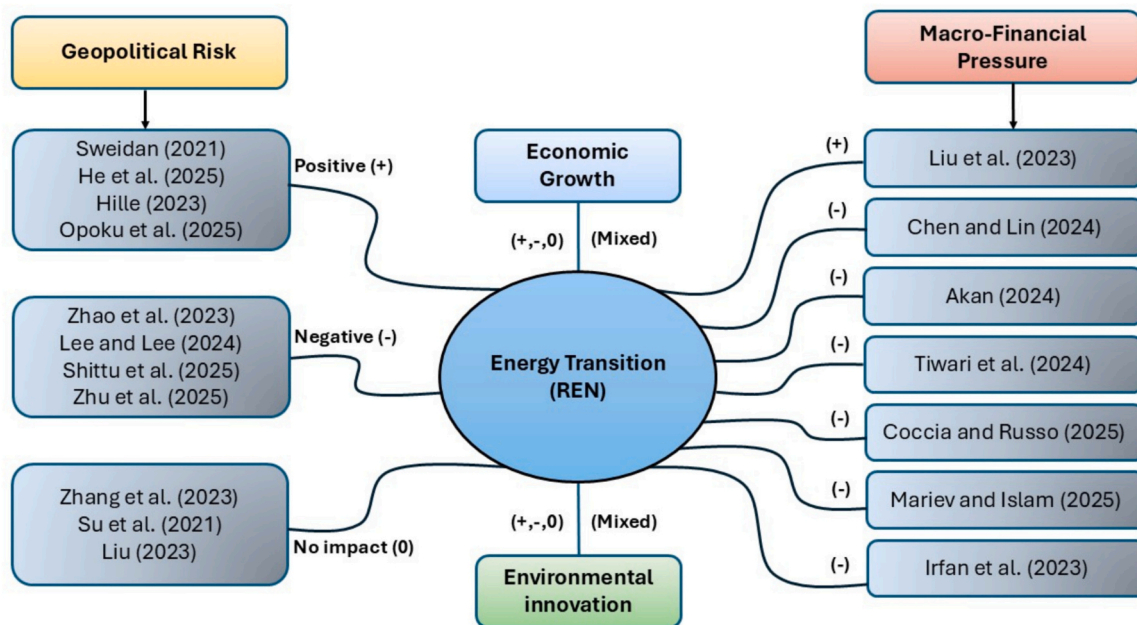 Geopolitical Risk
Sweidan (2021)
He et al. (2025)
Hille (2023)
Opoku et al. (2025)
Positive (+)
Zhao et al. (2023)
Lee and Lee (2024)
Shittu et al. (2025)
Zhu et al. (2025)
Negative (-)
Zhang et al. (2023)
Su et al. (2021)
Liu (2023)
No impact (0)
Economic
Growth
(+,-,0) (Mixed)
Energy Transition
(REN)
(+,-,0) (Mixed)
Environmental
innovation
Macro-Financial
Pressure
(+)
Liu et al. (2023)
(-)
Chen and Lin (2024)
(-)
Akan (2024)
(-)
Tiwari et al. (2024)
(-)
Coccia and Russo (2025)
(-)
Mariev and Islam (2025)
(-)
Irfan et al. (2023)